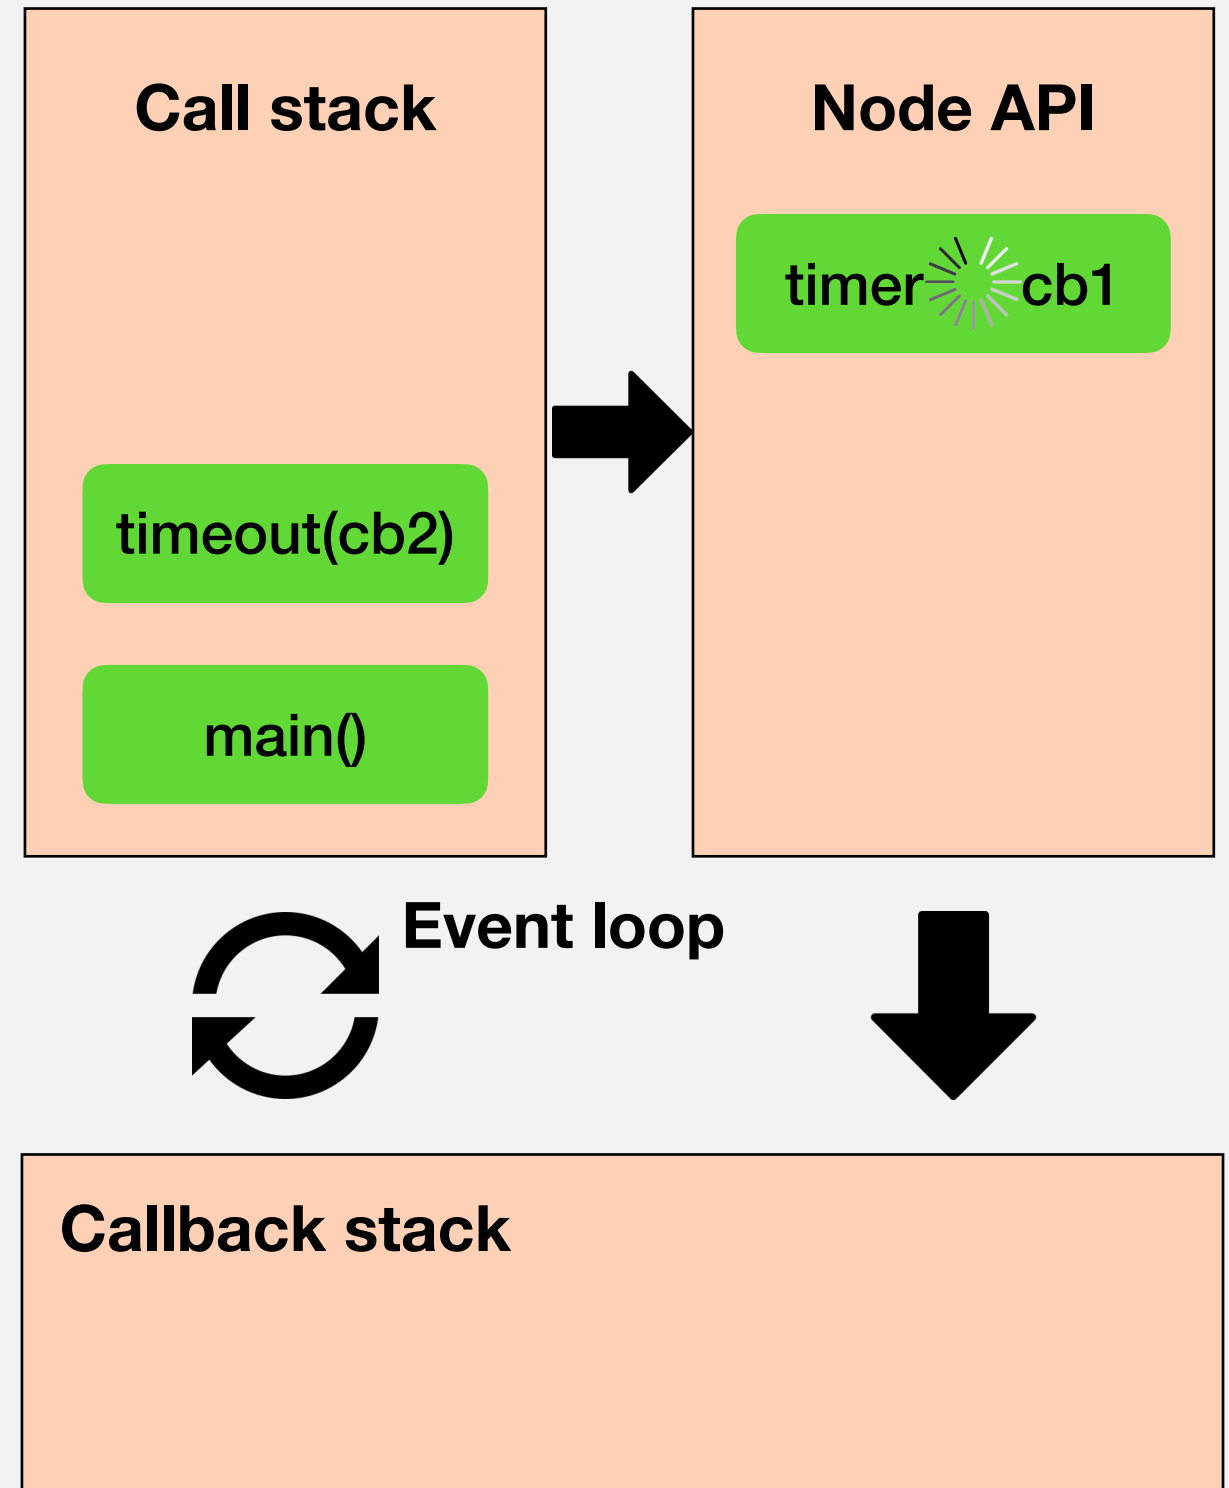 Call stack
timeout(cb2)
main()
Node API
timer cb1
Event loop
Callback stack